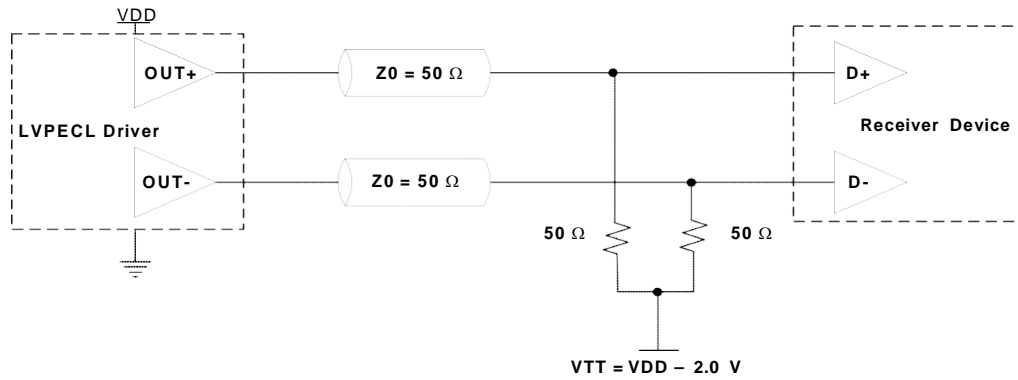 VDD
OUT+
Z0 = 50 Ω
D+
LVPECL Driver
Receiver Device
OUT-
Z0 = 50 Ω
D-
50 Ω
50 Ω
VTT = VDD – 2.0 V